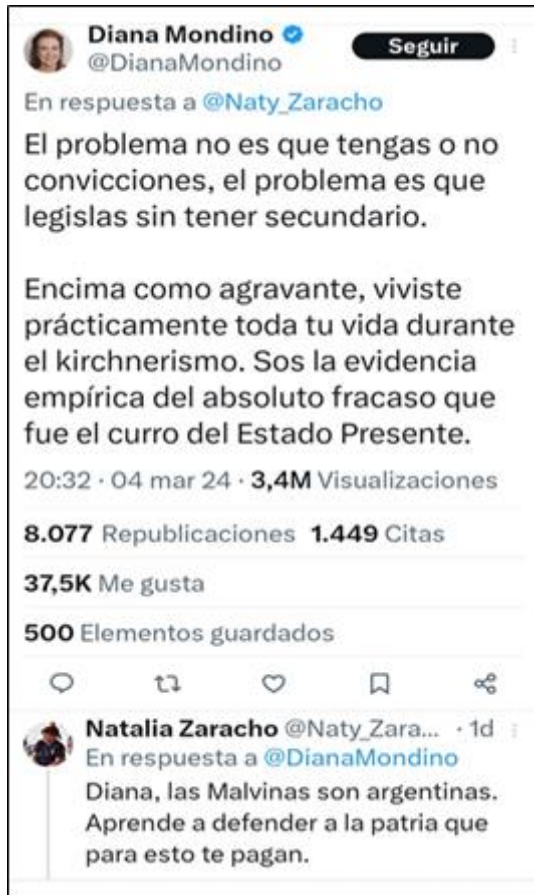 Diana Mondino
Seguir
@DianaMondino
En respuesta a @Naty_Zaracho
El problema no es que tengas o no
convicciones, el problema es que
legislas sin tener secundario.
Encima como agravante, viviste
prácticamente toda tu vida durante
el kirchnerismo. Sos la evidencia
empírica del absoluto fracaso que
fue el curro del Estado Presente.
20:32 · 04 mar 24 · 3,4M Visualizaciones
8.077 Republicaciones 1.449 Citas
37,5K Me gusta
500 Elementos guardados
Natalia Zaracho @Naty_Zara... · 1d
En respuesta a @DianaMondino
Diana, las Malvinas son argentinas.
Aprende a defender a la patria que
para esto te pagan.